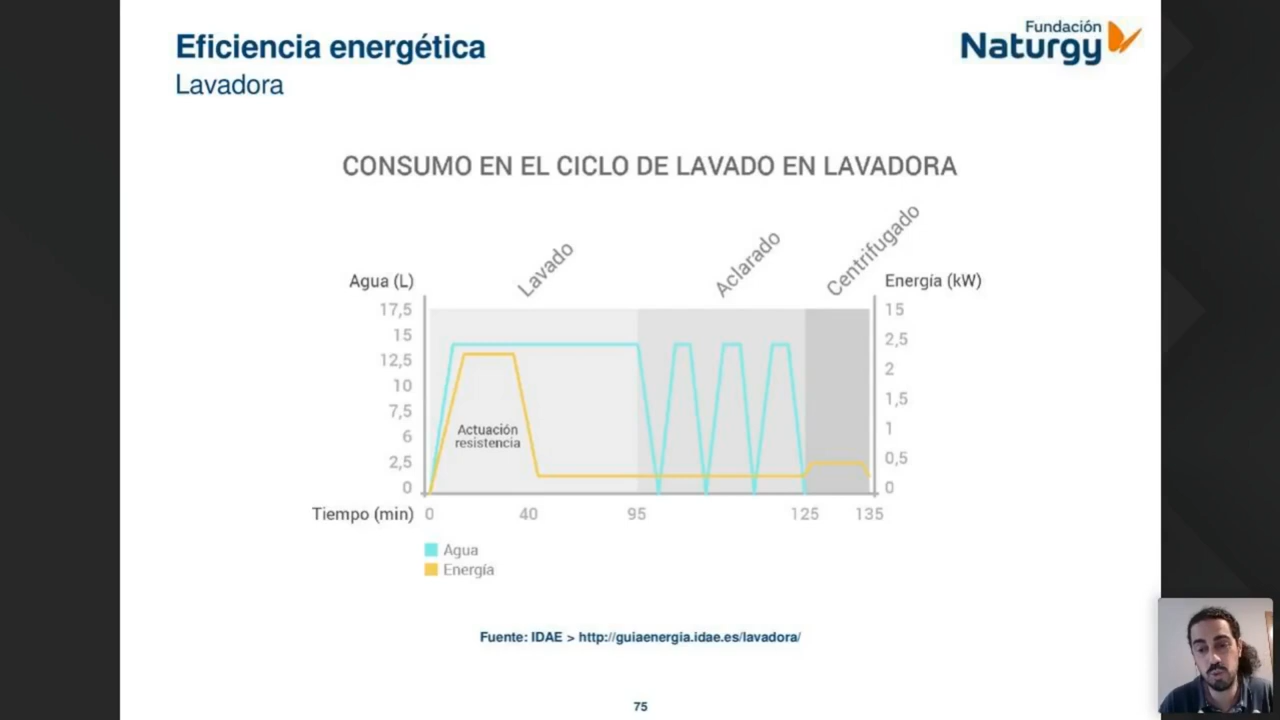 Eficiencia energética
Lavadora
Fundación
Naturgy
CONSUMO EN EL CICLO DE LAVADO EN LAVADORA
Lavado
Aclarado
Centrifugado
Agua (L)
Energía (kW)
17,5
15
12,5
10
7,5
6
2,5
0
15
2,5
2
1,5
1
0,5
0
Actuación
resistencia
Tiempo (min) 0 40 95 125 135
Agua
Energía
Fuente: IDAE > http://guiaenergia.idae.es/lavadora/
75